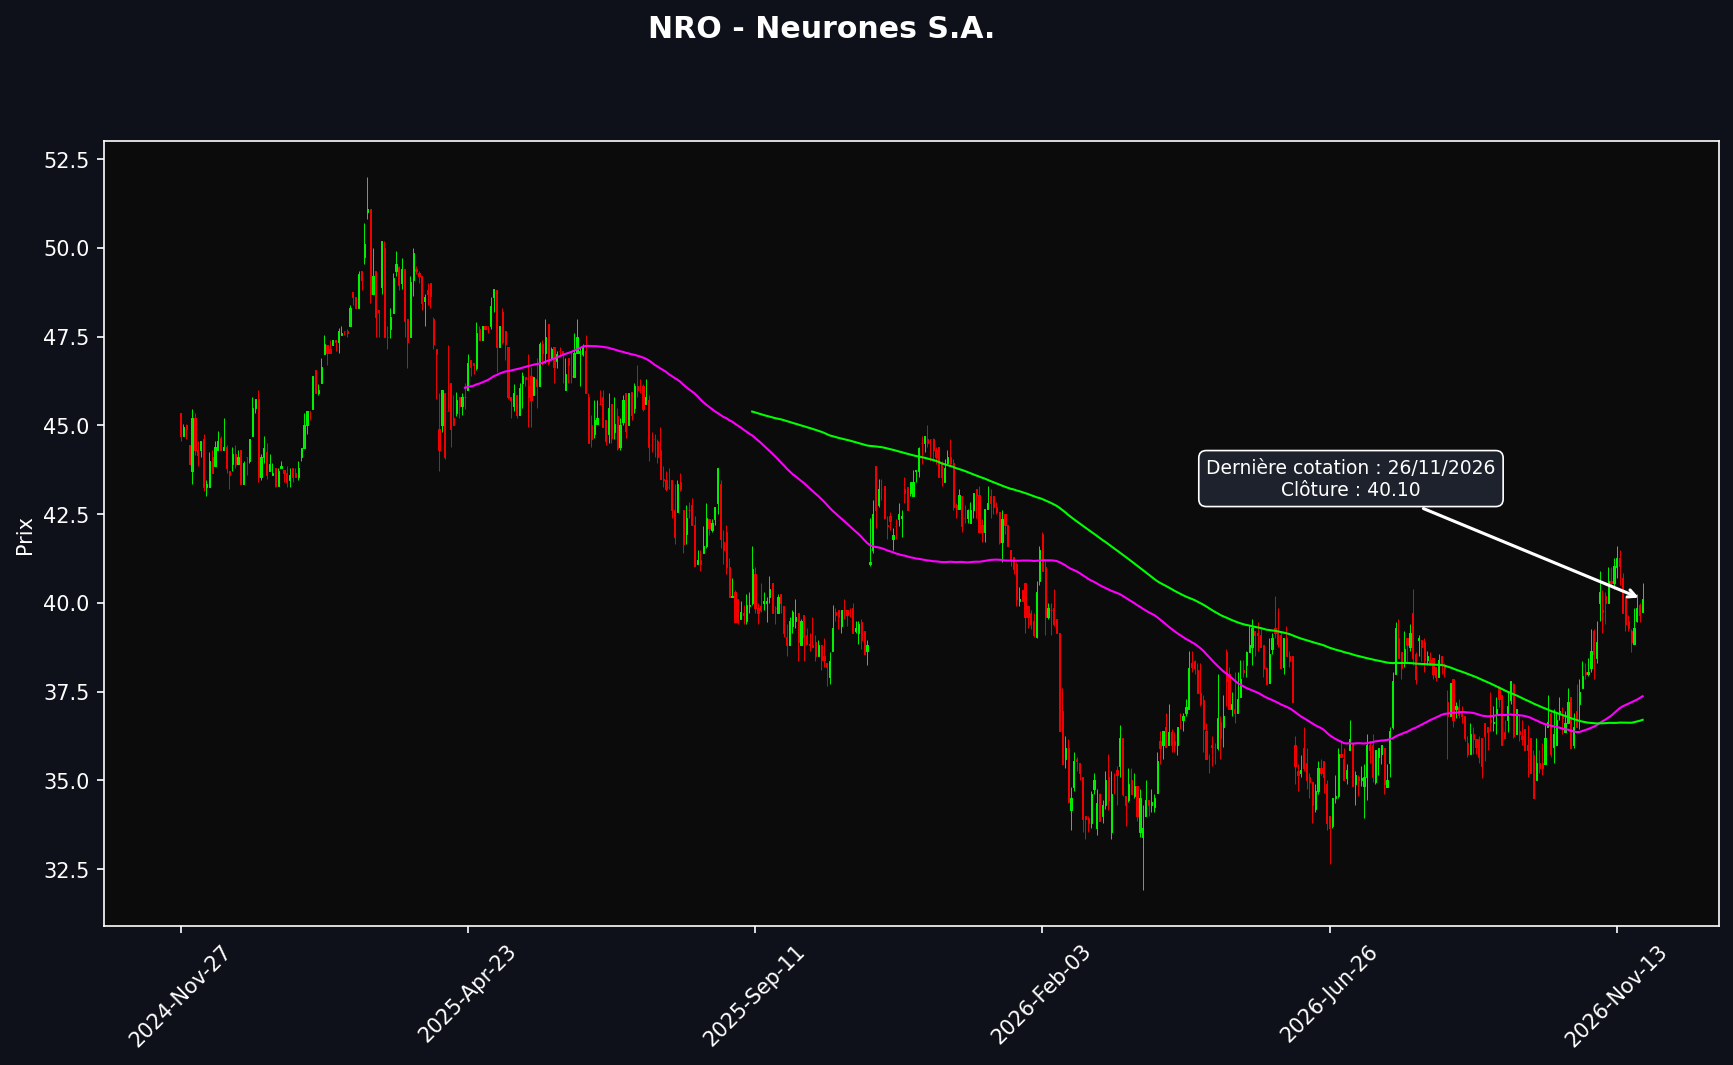 NRO - Neurones S.A.
52.5
50.0
47.5
45.0
42.5
40.0
37.5
35.0
32.5
Prix
Dernière cotation : 26/11/2026
Clôture : 40.10
2024-Nov-27
2025-Apr-23
2025-Sep-11
2026-Feb-03
2026-Jun-26
2026-Nov-13